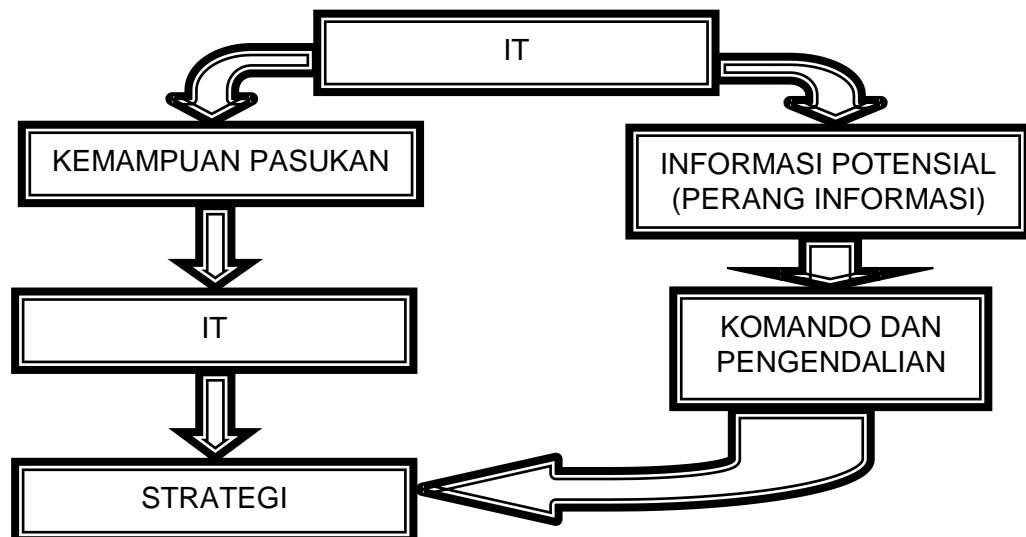 IT
KEMAMPUAN PASUKAN
INFORMASI POTENSIAL
(PERANG INFORMASI)
IT
KOMANDO DAN
PENGENDALIAN
STRATEGI